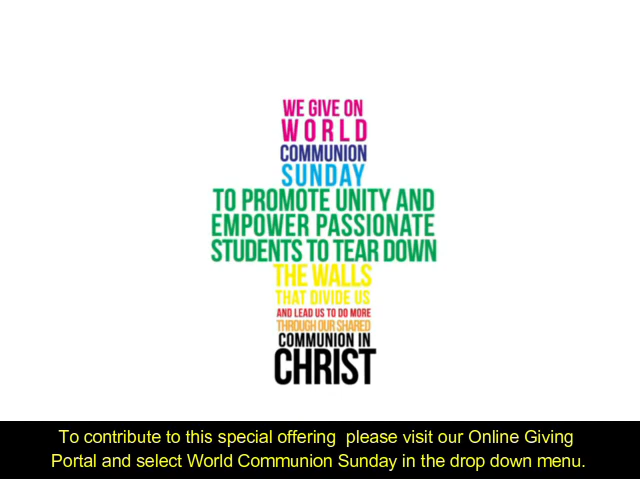 WE GIVE ON
WORLD
COMMUNION
SUNDAY
TO PROMOTE UNITY AND
EMPOWER PASSIONATE
STUDENTS TO TEAR DOWN
THE WALLS
THAT DIVIDE US
AND LEAD US TO DO MORE
THROUGH OUR SHARED
COMMUNION IN
CHRIST
To contribute to this special offering  please visit our Online Giving
Portal and select World Communion Sunday in the drop down menu.